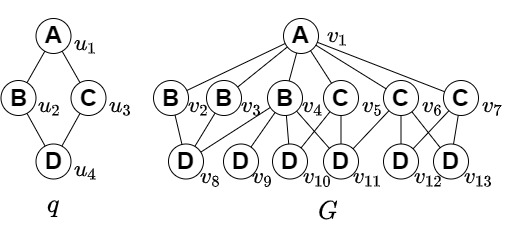 A u₁ A v₁
B u₂ C u₃ B v₂ B v₃ B v₄ C v₅ C v₆ C v₇
D u₄ D v₈ D v₉ D v₁₀ D v₁₁ D v₁₂ D v₁₃
q G